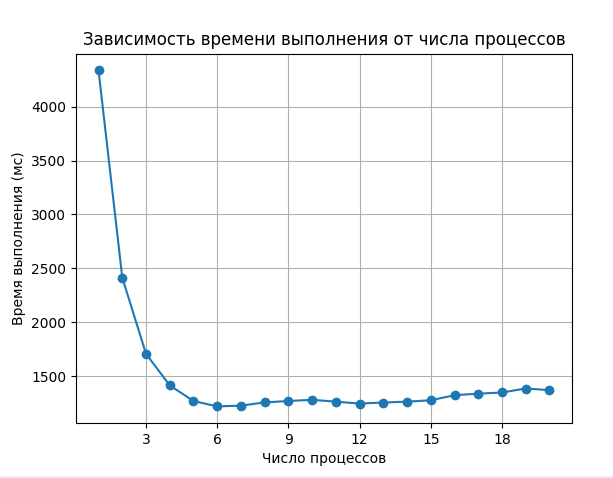 Зависимость времени выполнения от числа процессов
4000
3500
3000
2500
2000
1500
Время выполнения (мс)
3 6 9 12 15 18
Число процессов